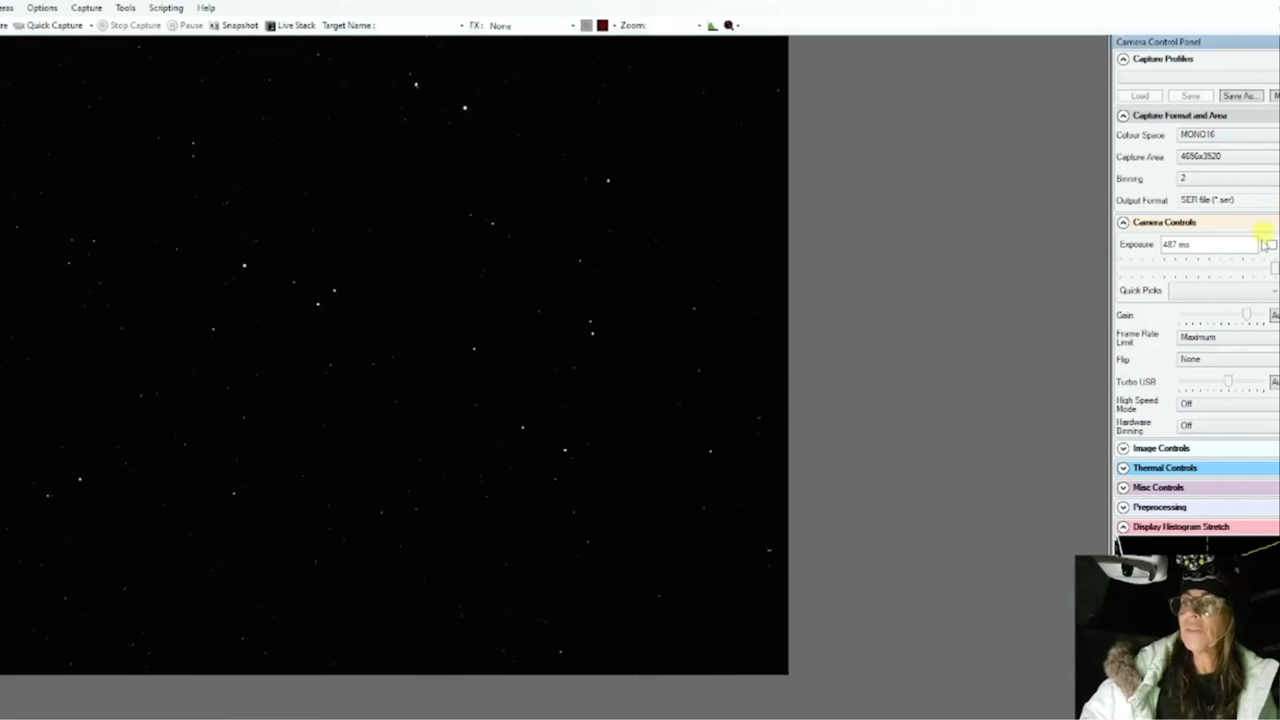 Options Capture Tools Scripting Help
Quick Capture Stop Capture Pause Snapshot Live Stack Target Name : FX: None Zoom:
Camera Control Panel
Capture Profiles
Load Save Save As...
Capture Format and Area
Colour Space MONO16
Capture Area 4656x3520
Binning 2
Output Format SER file (*.ser)
Camera Controls
Exposure 487 ms
Quick Picks
Gain
Frame Rate Limit Maximum
Flip None
Turbo USB
High Speed Mode Off
Hardware Binning Off
Image Controls
Thermal Controls
Misc Controls
Preprocessing
Display Histogram Stretch